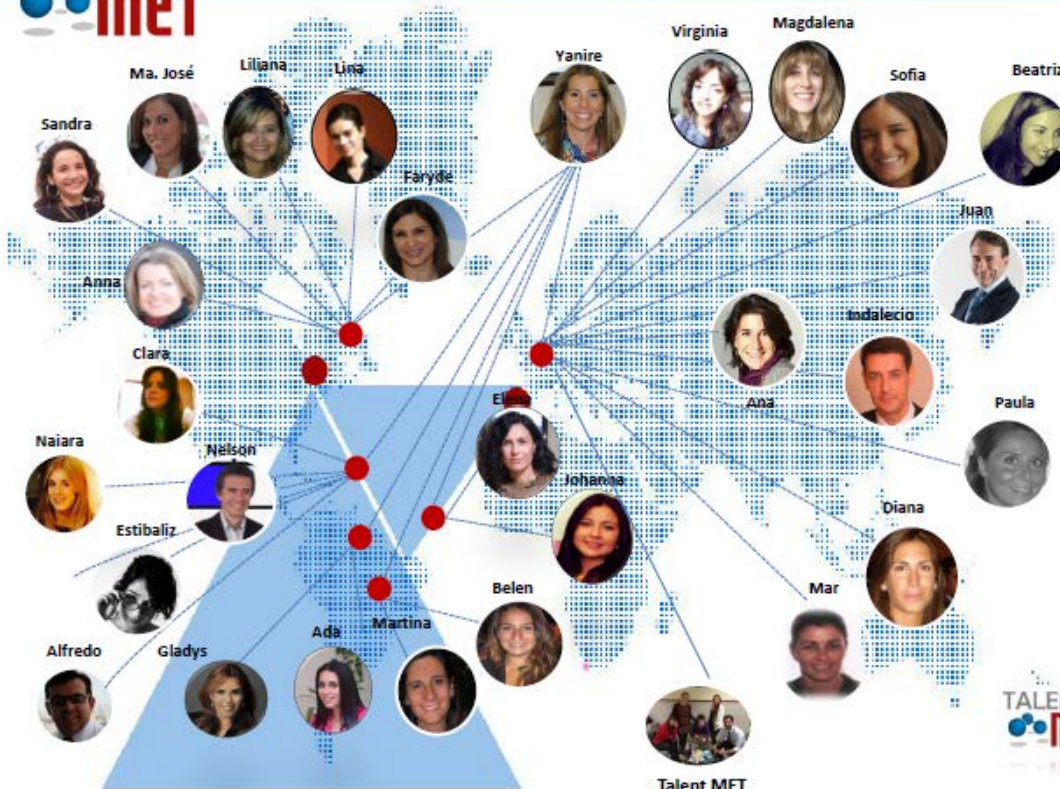 MET
Yanire
Virginia
Magdalena
Ma. José
Liliana
Lina
Sofia
Beatriz
Sandra
Faryde
Juan
Anna
Indalecio
Clara
Elena
Ana
Paula
Naiara
Nelson
Johanna
Diana
Estibaliz
Mar
Belen
Alfredo
Gladys
Ada
Martina
TALE
Talent MET